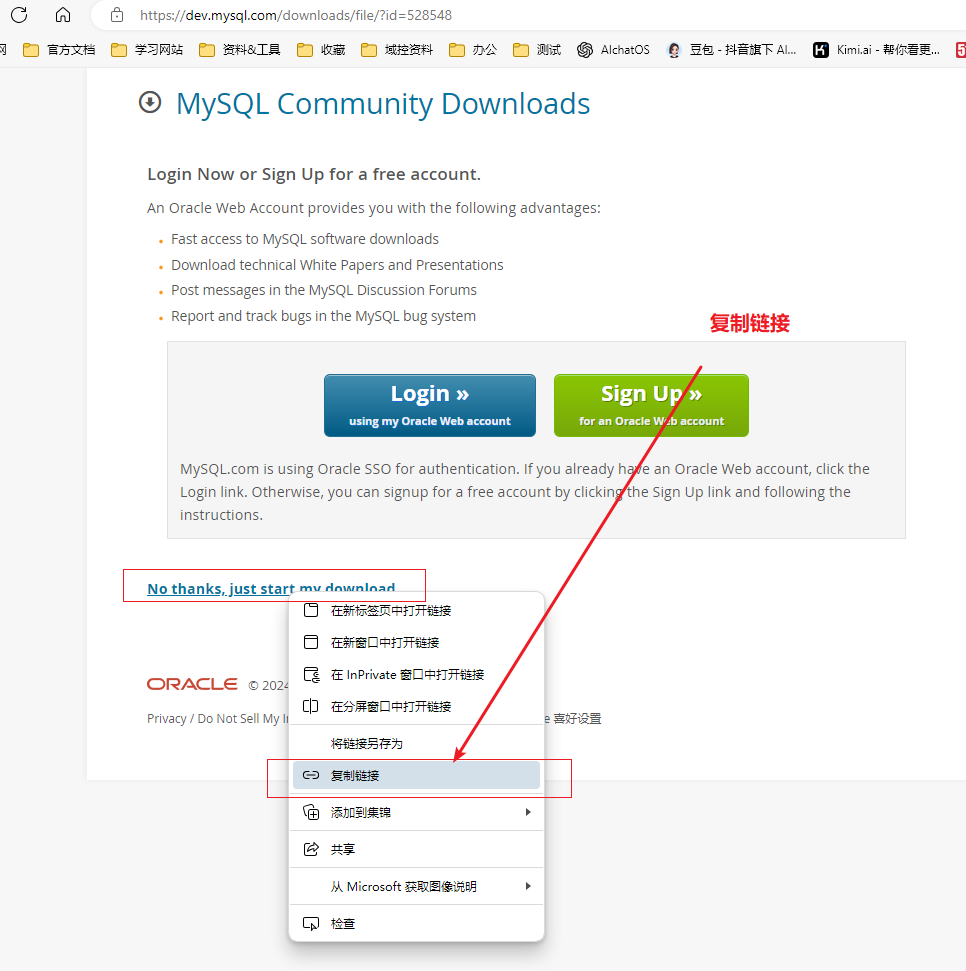 https://dev.mysql.com/downloads/file/?id=528548
网 官方文档 学习网站 资料&工具 收藏 域控资料 办公 测试 AIchatOS 豆包 - 抖音旗下 AI... Kimi.ai - 帮你看更...
MySQL Community Downloads
Login Now or Sign Up for a free account.
An Oracle Web Account provides you with the following advantages:
Fast access to MySQL software downloads
Download technical White Papers and Presentations
Post messages in the MySQL Discussion Forums
Report and track bugs in the MySQL bug system
复制链接
Login » Sign Up »
using my Oracle Web account for an Oracle Web account
MySQL.com is using Oracle SSO for authentication. If you already have an Oracle Web account, click the
Login link. Otherwise, you can signup for a free account by clicking the Sign Up link and following the
instructions.
No thanks, just start my download.
在新标签页中打开链接
在新窗口中打开链接
在 InPrivate 窗口中打开链接
ORACLE © 2024
在分屏窗口中打开链接
Privacy / Do Not Sell My In e 喜好设置
将链接另存为
复制链接
添加到集锦
共享
从 Microsoft 获取图像说明
检查